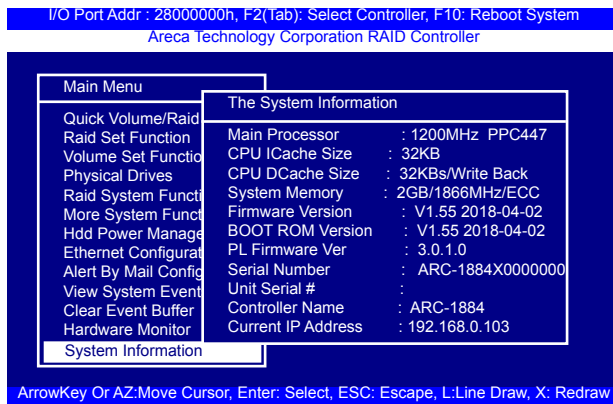 I/O Port Addr : 28000000h, F2(Tab): Select Controller, F10: Reboot System
Areca Technology Corporation RAID Controller
Main Menu
Quick Volume/Raid
Raid Set Function
Volume Set Functio
Physical Drives
Raid System Functi
More System Funct
Hdd Power Manage
Ethernet Configurat
Alert By Mail Config
View System Event
Clear Event Buffer
Hardware Monitor
System Information
The System Information
Main Processor : 1200MHz PPC447
CPU ICache Size : 32KB
CPU DCache Size : 32KBs/Write Back
System Memory : 2GB/1866MHz/ECC
Firmware Version : V1.55 2018-04-02
BOOT ROM Version : V1.55 2018-04-02
PL Firmware Ver : 3.0.1.0
Serial Number : ARC-1884X0000000
Unit Serial # :
Controller Name : ARC-1884
Current IP Address : 192.168.0.103
ArrowKey Or AZ:Move Cursor, Enter: Select, ESC: Escape, L:Line Draw, X: Redraw